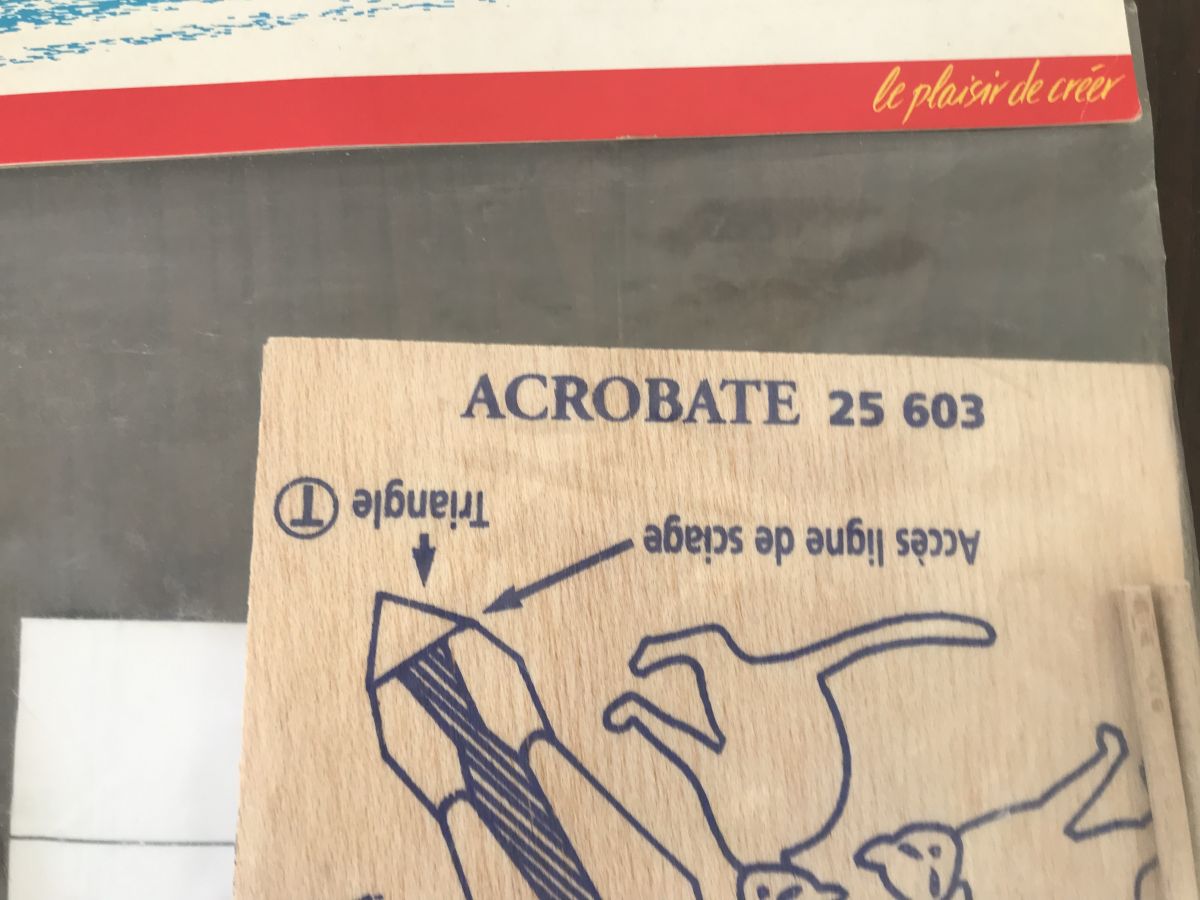 le plaisir de créer
ACROBATE 25 603
T Triangle
Accès ligne de sciage